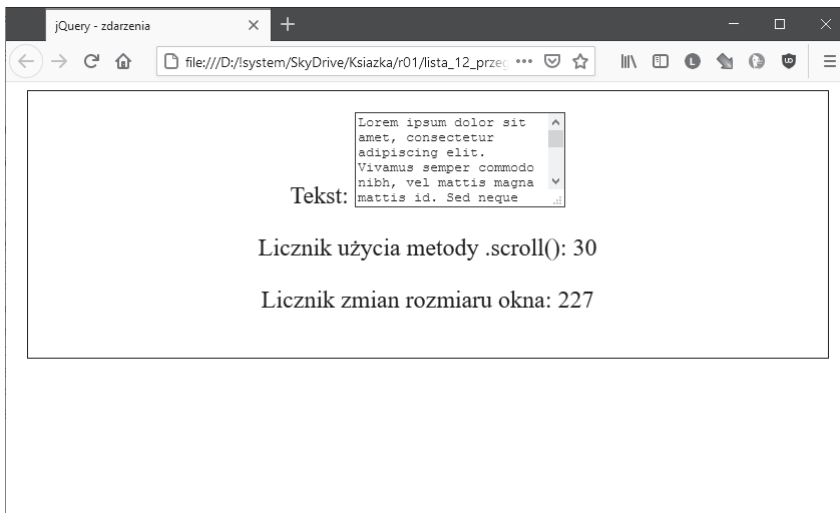 jQuery - zdarzenia
file:///D:/!system/SkyDrive/Ksiazka/r01/lista_12_przeg
Lorem ipsum dolor sit
amet, consectetur
adipiscing elit.
Vivamus semper commodo
nibh, vel mattis magna
mattis id. Sed neque
Tekst:
Licznik użycia metody .scroll(): 30
Licznik zmian rozmiaru okna: 227